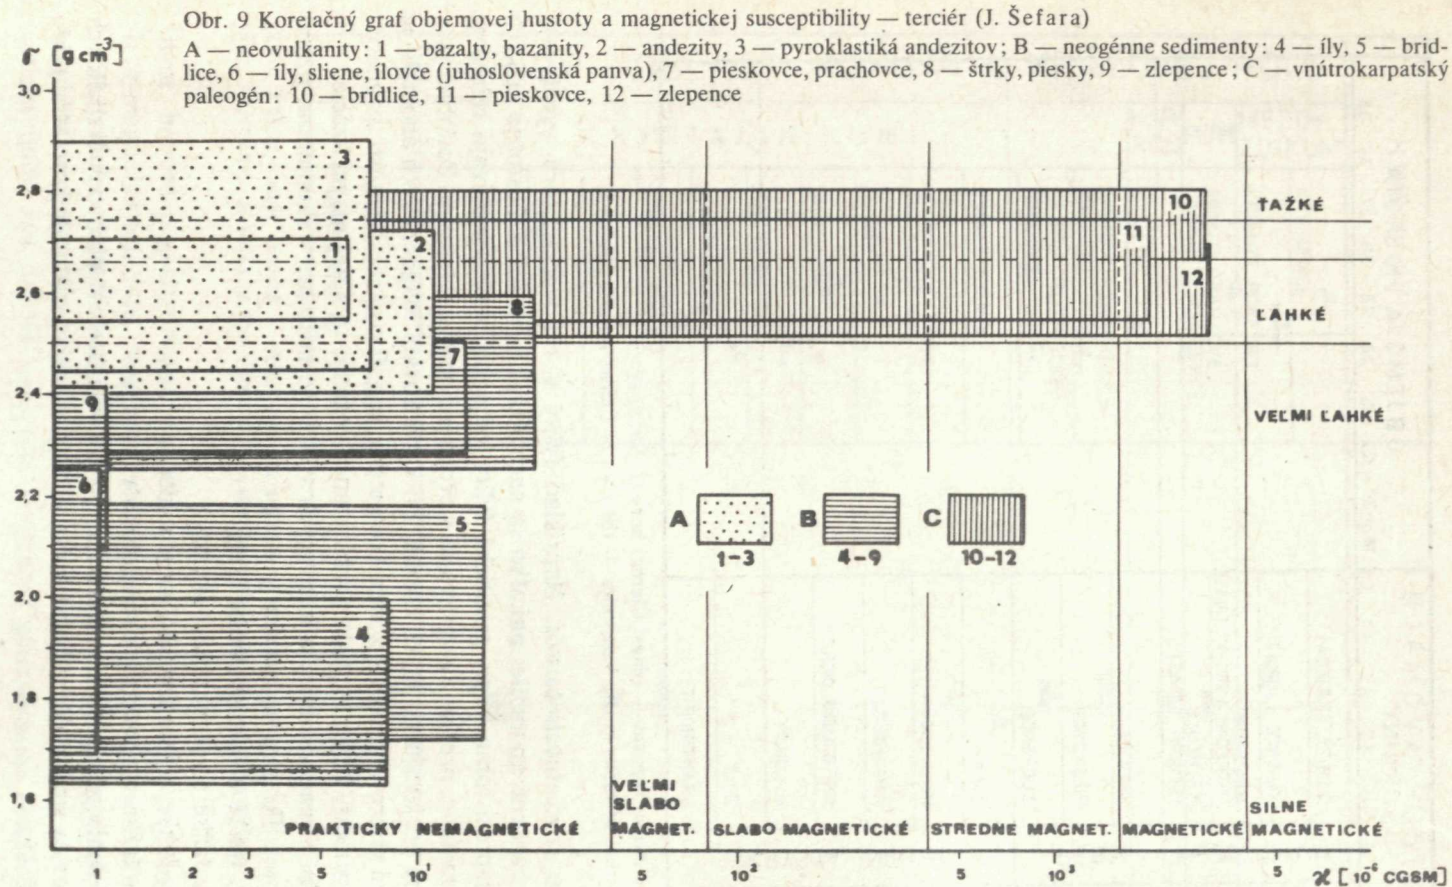 Obr. 9 Korelačný graf objemovej hustoty a magnetickej susceptibility — terciér (J. Šefara)
A — neovulkanity: 1 — bazalty, bazanity, 2 — andezity, 3 — pyroklastiká andezitov; B — neogénne sedimenty: 4 — íly, 5 — brid-
lice, 6 — íly, sliene, ílovce (juhoslovenská panva), 7 — pieskovce, prachovce, 8 — štrky, piesky, 9 — zlepence; C — vnútrokarpatský
paleogén: 10 — bridlice, 11 — pieskovce, 12 — zlepence
σ [g cm⁻³]
3,0
2,8
2,6
2,4
2,2
2,0
1,8
1,6
3
1
2
10
11
12
8
7
9
6
5
4
ŤAŽKÉ
ĽAHKÉ
VEĽMI ĽAHKÉ
A B C
1–3 4–9 10–12
PRAKTICKY NEMAGNETICKÉ
VEĽMI
SLABO
MAGNET.
SLABO MAGNETICKÉ
STREDNE MAGNET.
MAGNETICKÉ
SILNE
MAGNETICKÉ
1 2 3 5 10¹ 5 10² 5 10³ 5 ϰ [10⁻⁶ CGSM]